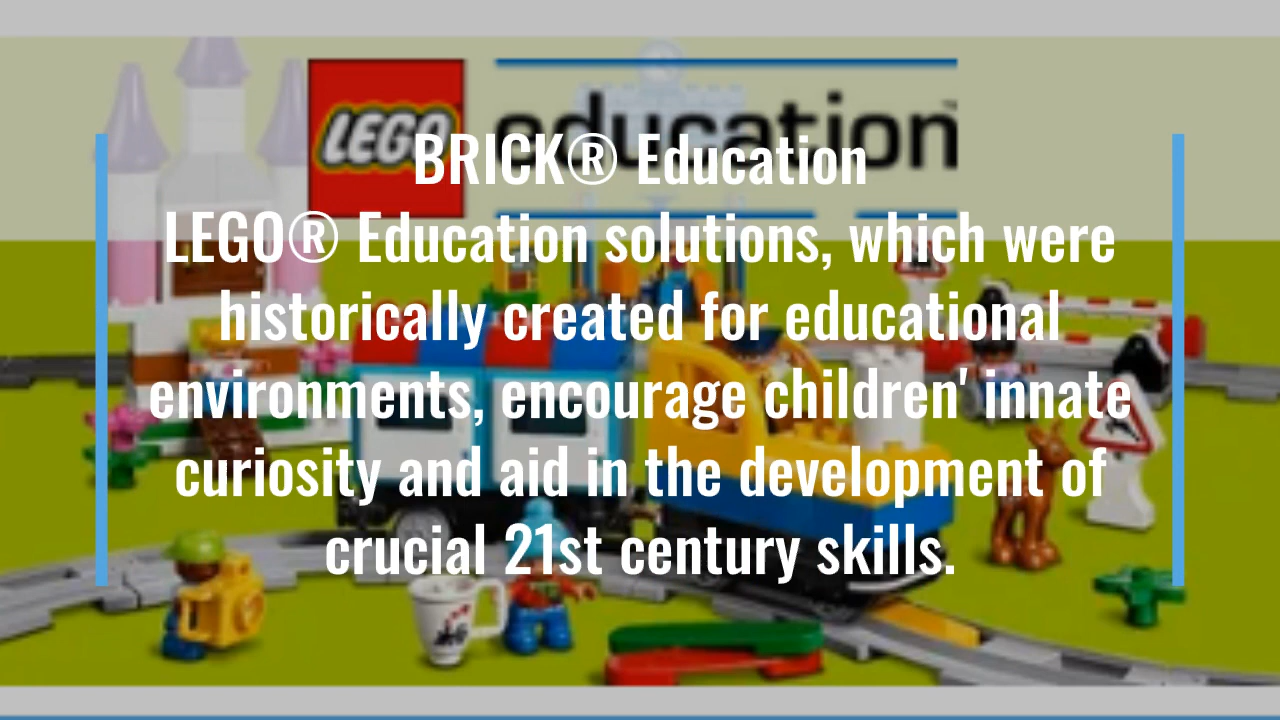 LEGO education
BRICK® Education
LEGO® Education solutions, which were
historically created for educational
environments, encourage children' innate
curiosity and aid in the development of
crucial 21st century skills.